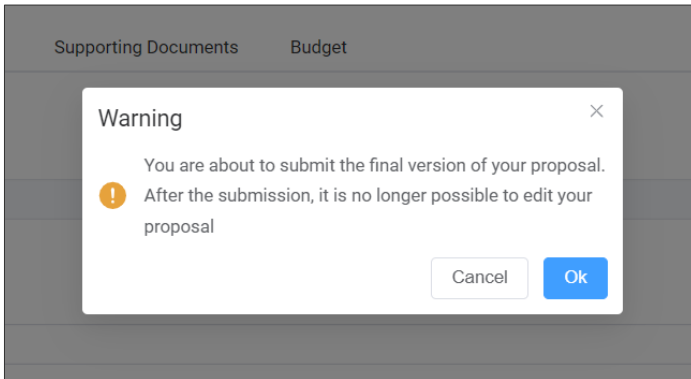 Supporting Documents Budget
Warning
You are about to submit the final version of your proposal.
After the submission, it is no longer possible to edit your
proposal
Cancel Ok